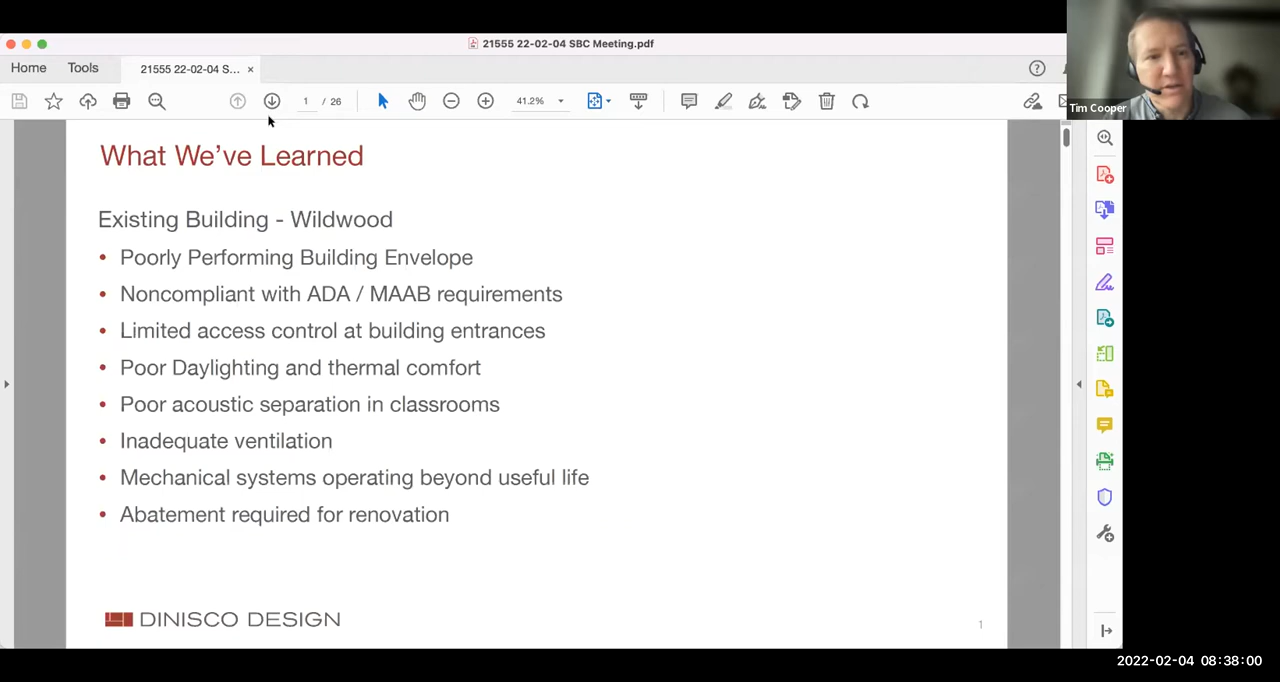 21555 22-02-04 SBC Meeting.pdf
Home Tools 21555 22-02-04 S... ×
1 / 26 41.2%
Tim Cooper
What We've Learned
Existing Building - Wildwood
• Poorly Performing Building Envelope
• Noncompliant with ADA / MAAB requirements
• Limited access control at building entrances
• Poor Daylighting and thermal comfort
• Poor acoustic separation in classrooms
• Inadequate ventilation
• Mechanical systems operating beyond useful life
• Abatement required for renovation
DINISCO DESIGN
1
2022-02-04 08:38:00